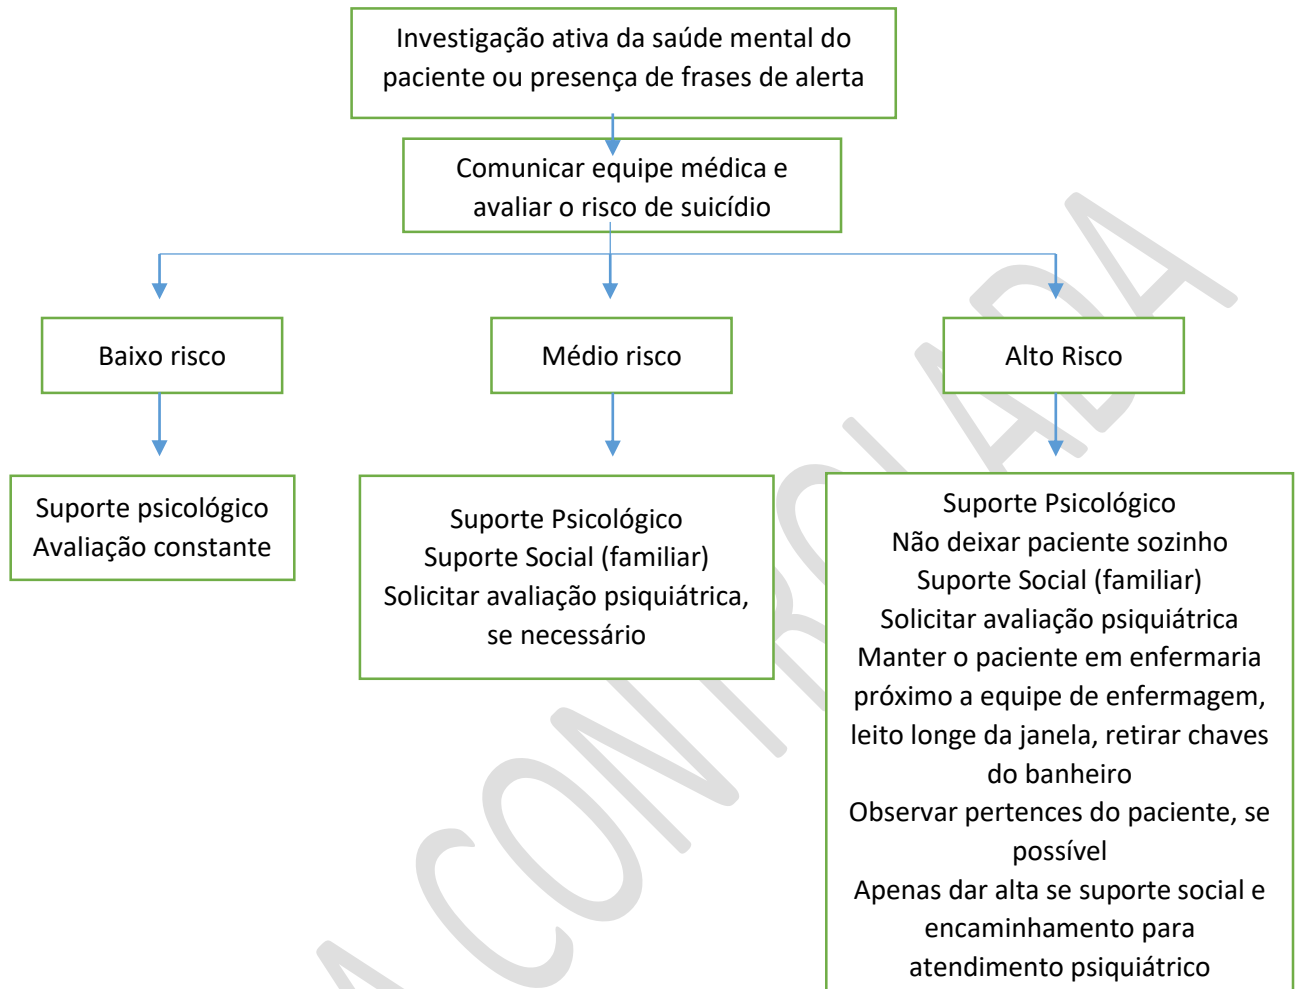 Investigação ativa da saúde mental do
paciente ou presença de frases de alerta
Comunicar equipe médica e
avaliar o risco de suicídio
Baixo risco
Médio risco
Alto Risco
Suporte psicológico
Avaliação constante
Suporte Psicológico
Suporte Social (familiar)
Solicitar avaliação psiquiátrica,
se necessário
Suporte Psicológico
Não deixar paciente sozinho
Suporte Social (familiar)
Solicitar avaliação psiquiátrica
Manter o paciente em enfermaria
próximo a equipe de enfermagem,
leito longe da janela, retirar chaves
do banheiro
Observar pertences do paciente, se
possível
Apenas dar alta se suporte social e
encaminhamento para
atendimento psiquiátrico
A CONTROLADA